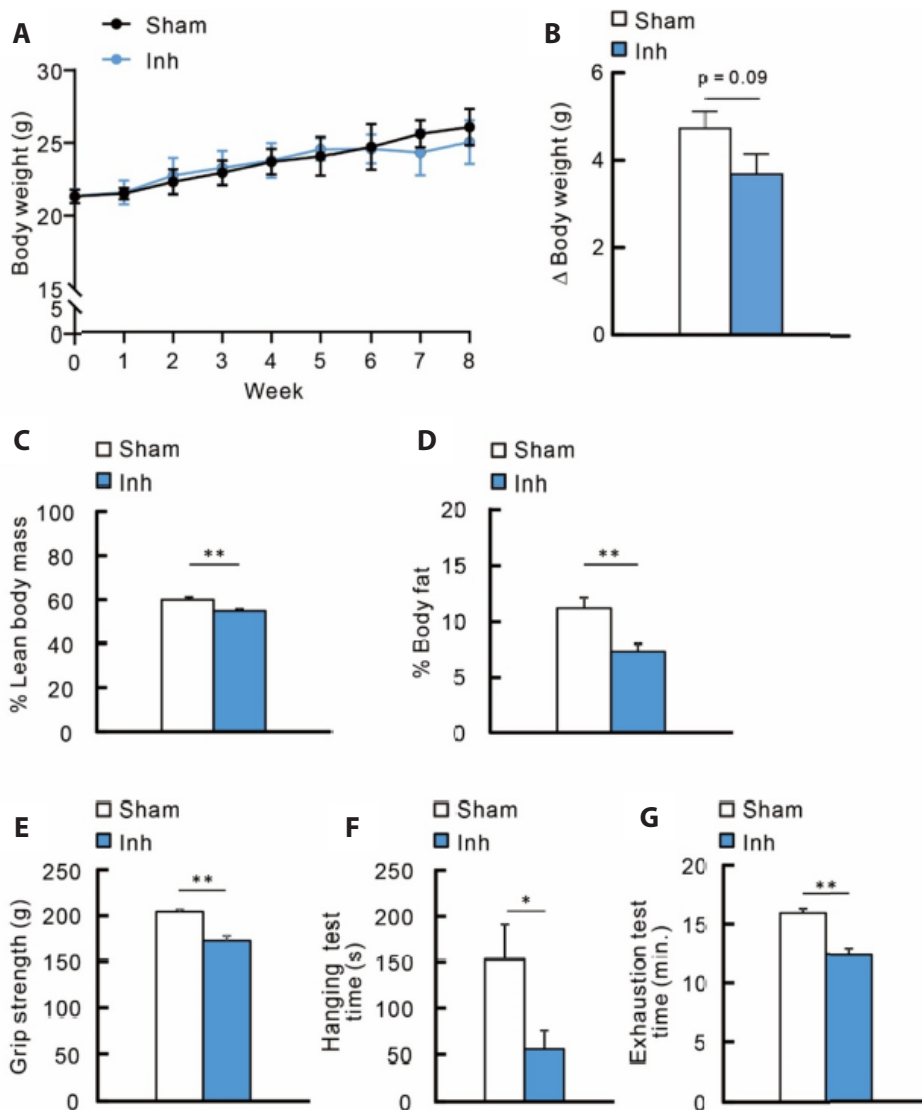 A
Sham
Inh
Body weight (g)
30
25
20
15
5
0
0 1 2 3 4 5 6 7 8
Week
B
Sham
Inh
Δ Body weight (g)
6
4
2
0
p = 0.09
C
Sham
Inh
% Lean body mass
100
80
60
40
20
0
**
D
Sham
Inh
% Body fat
20
15
10
5
0
**
E
Sham
Inh
Grip strength (g)
250
200
150
100
50
0
**
F
Sham
Inh
Hanging test
time (s)
250
200
150
100
50
0
*
G
Sham
Inh
Exhaustion test
time (min.)
20
15
10
5
0
**